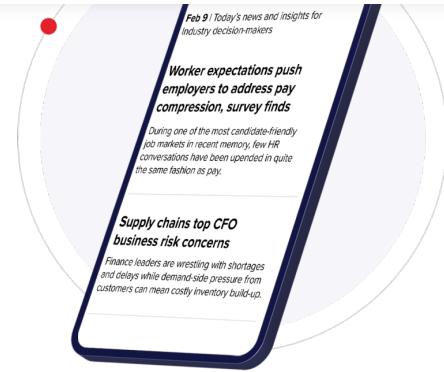 Feb 9 | Today's news and insights for
Industry decision-makers
Worker expectations push
employers to address pay
compression, survey finds
During one of the most candidate-friendly
job markets in recent memory, few HR
conversations have been upended in quite
the same fashion as pay.
Supply chains top CFO
business risk concerns
Finance leaders are wrestling with shortages
and delays while demand-side pressure from
customers can mean costly inventory build-up.